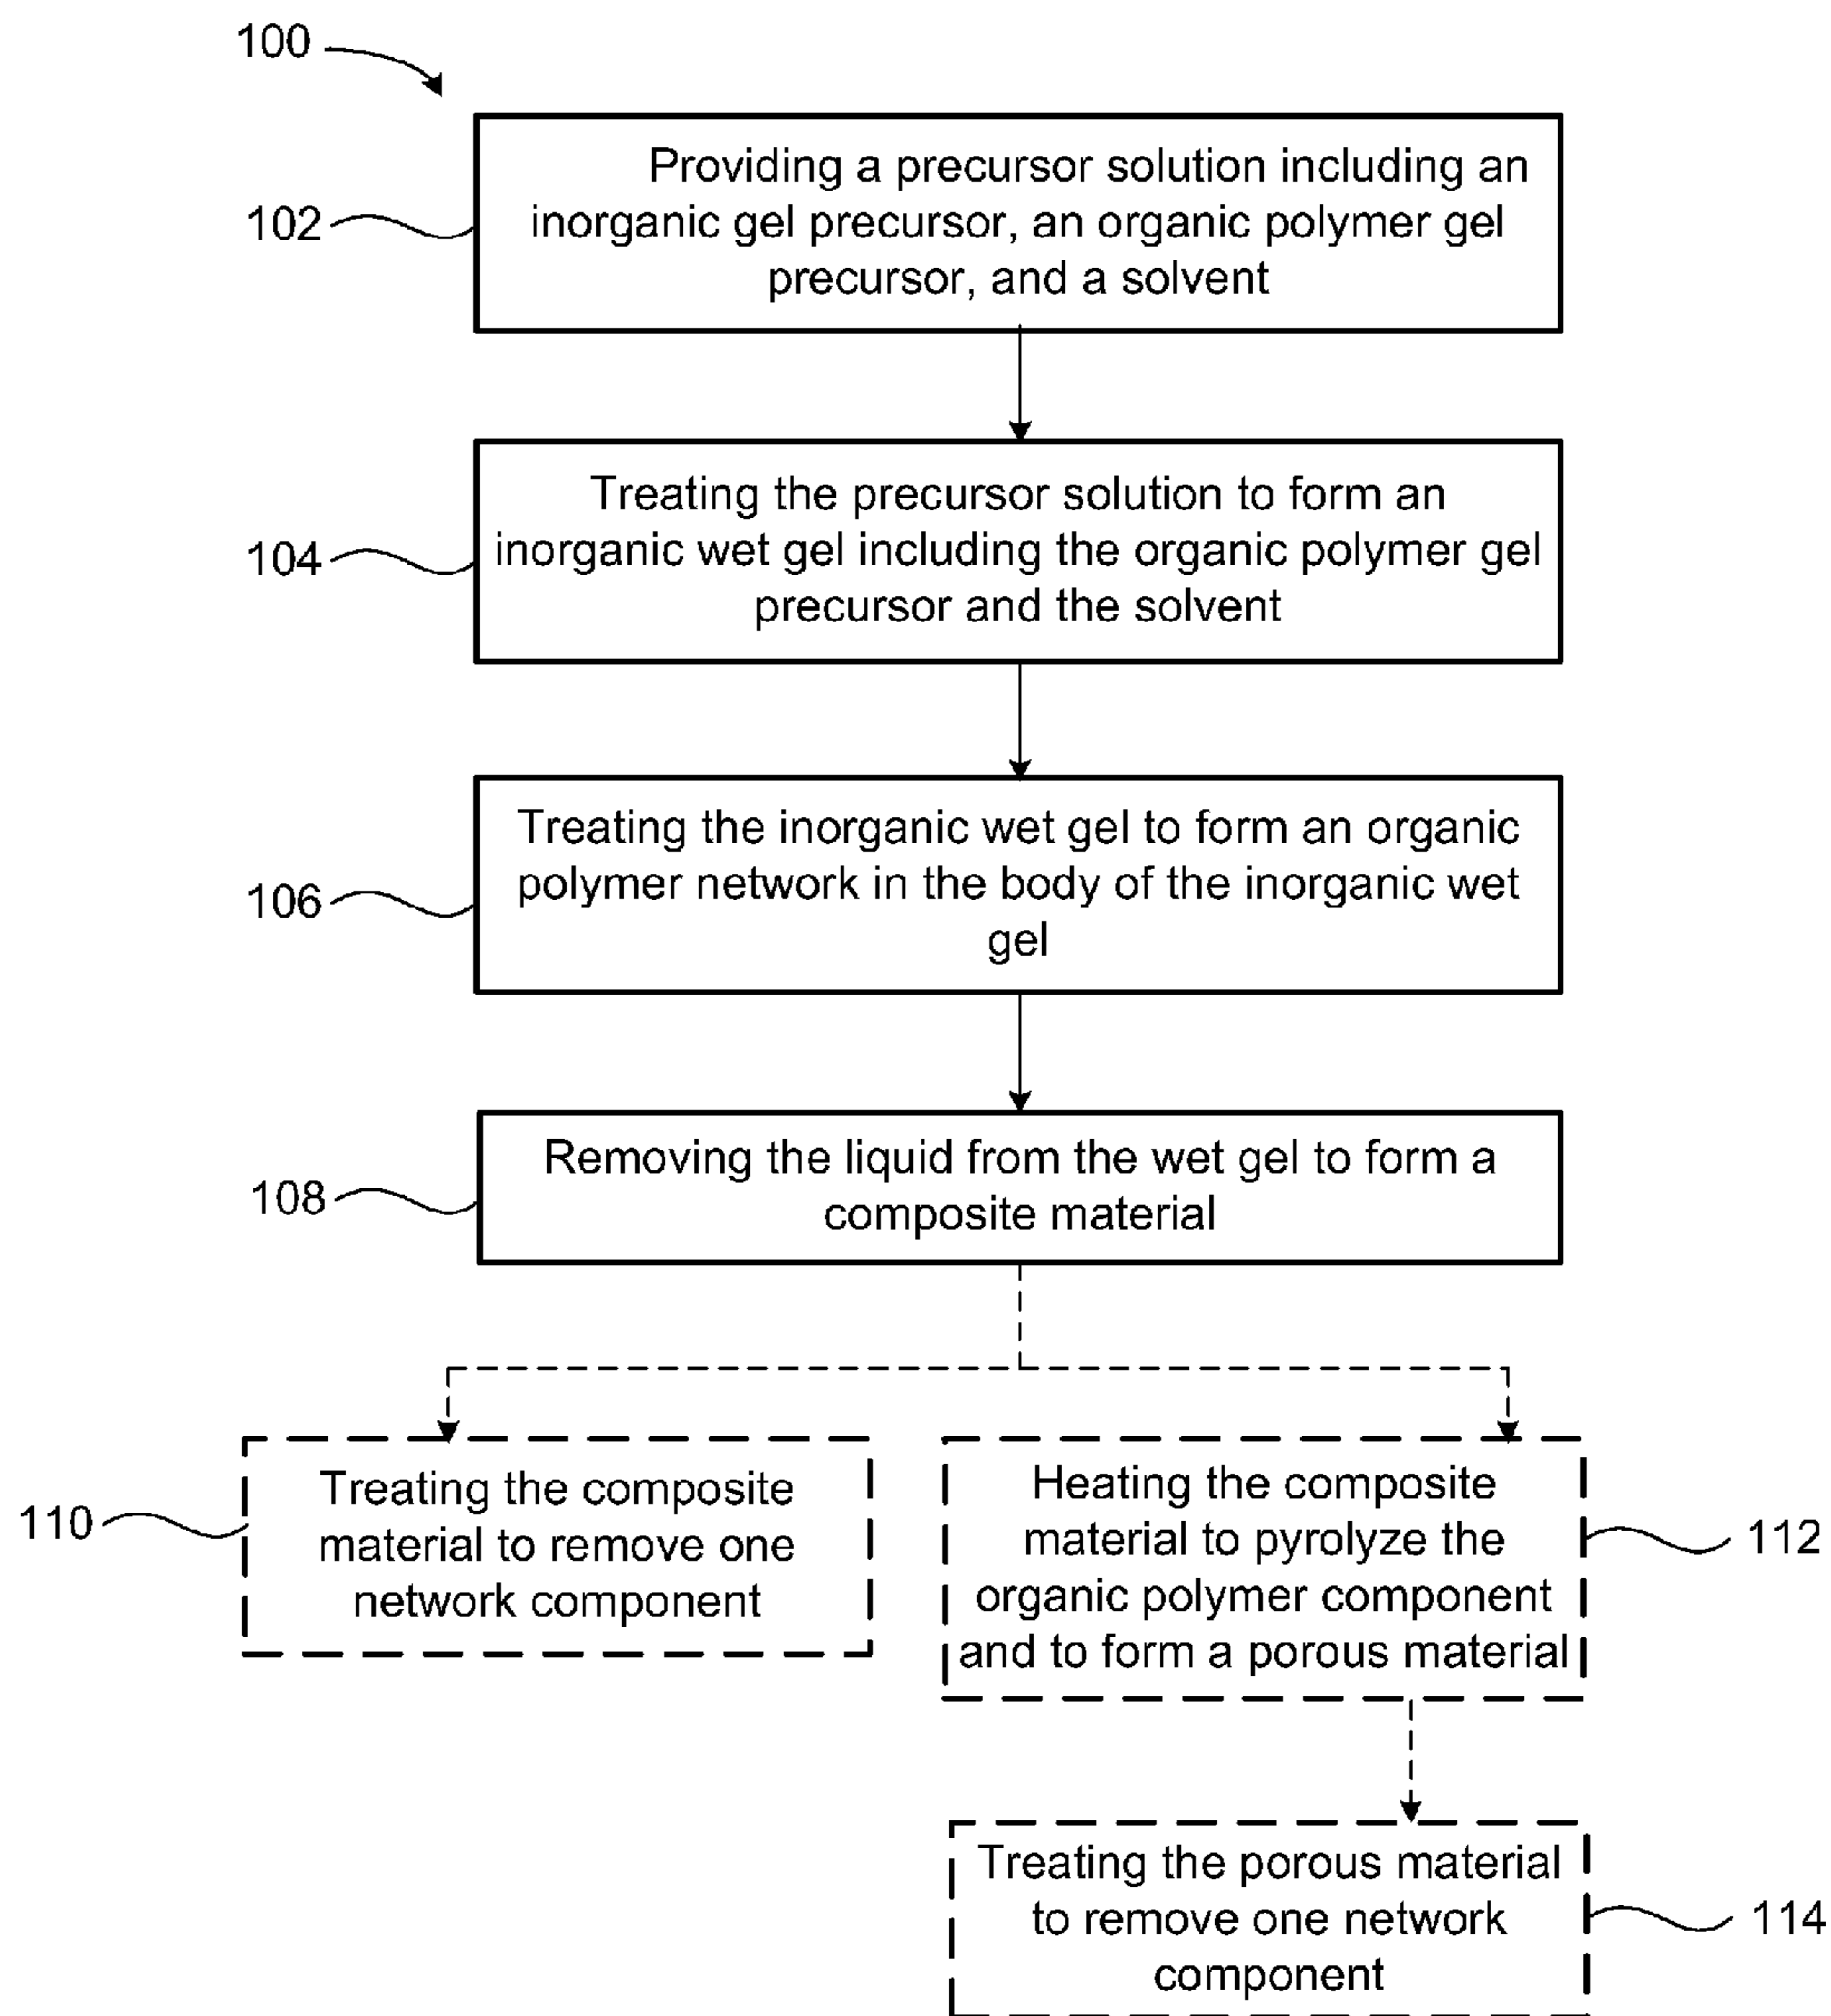 100
Providing a precursor solution including an
inorganic gel precursor, an organic polymer gel
precursor, and a solvent
102
Treating the precursor solution to form an
inorganic wet gel including the organic polymer gel
precursor and the solvent
104
Treating the inorganic wet gel to form an organic
polymer network in the body of the inorganic wet
gel
106
Removing the liquid from the wet gel to form a
composite material
108
Treating the composite
material to remove one
network component
110
Heating the composite
material to pyrolyze the
organic polymer component
and to form a porous material
112
Treating the porous material
to remove one network
component
114